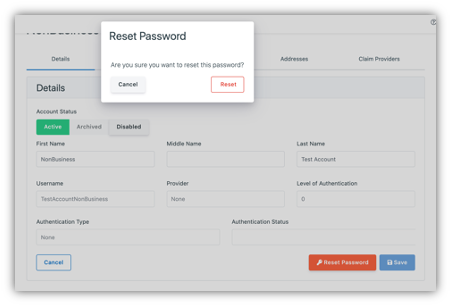 Reset Password
Are you sure you want to reset this password?
Cancel
Reset
Details
Addresses
Claim Providers
Details
Account Status
Active
Archived
Disabled
First Name
Middle Name
Last Name
NonBusiness
Test Account
Username
Provider
Level of Authentication
TestAccountNonBusiness
None
0
Authentication Type
Authentication Status
None
Cancel
Reset Password
Save